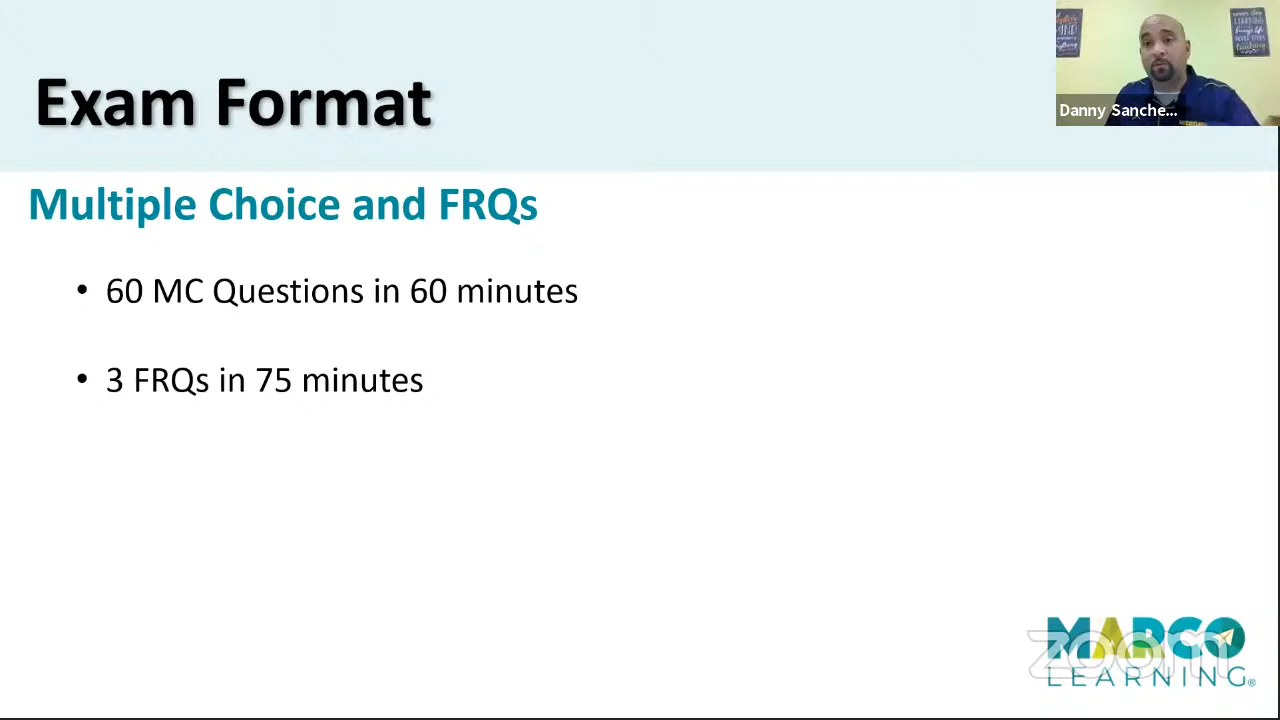 Exam Format
Danny Sanche...
Multiple Choice and FRQs
• 60 MC Questions in 60 minutes
• 3 FRQs in 75 minutes
MARCO
zoom
LEARNING®